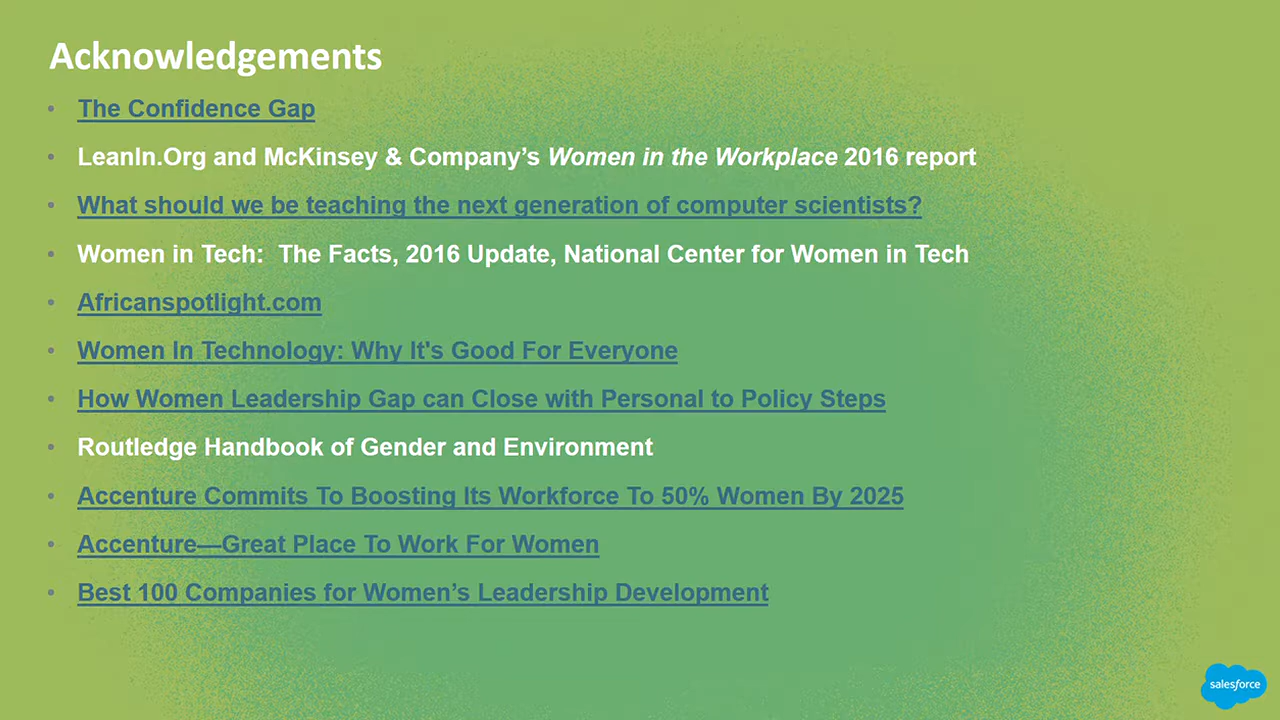 Acknowledgements
• The Confidence Gap
• LeanIn.Org and McKinsey & Company’s Women in the Workplace 2016 report
• What should we be teaching the next generation of computer scientists?
• Women in Tech:  The Facts, 2016 Update, National Center for Women in Tech
• Africanspotlight.com
• Women In Technology: Why It's Good For Everyone
• How Women Leadership Gap can Close with Personal to Policy Steps
• Routledge Handbook of Gender and Environment
• Accenture Commits To Boosting Its Workforce To 50% Women By 2025
• Accenture—Great Place To Work For Women
• Best 100 Companies for Women’s Leadership Development
salesforce